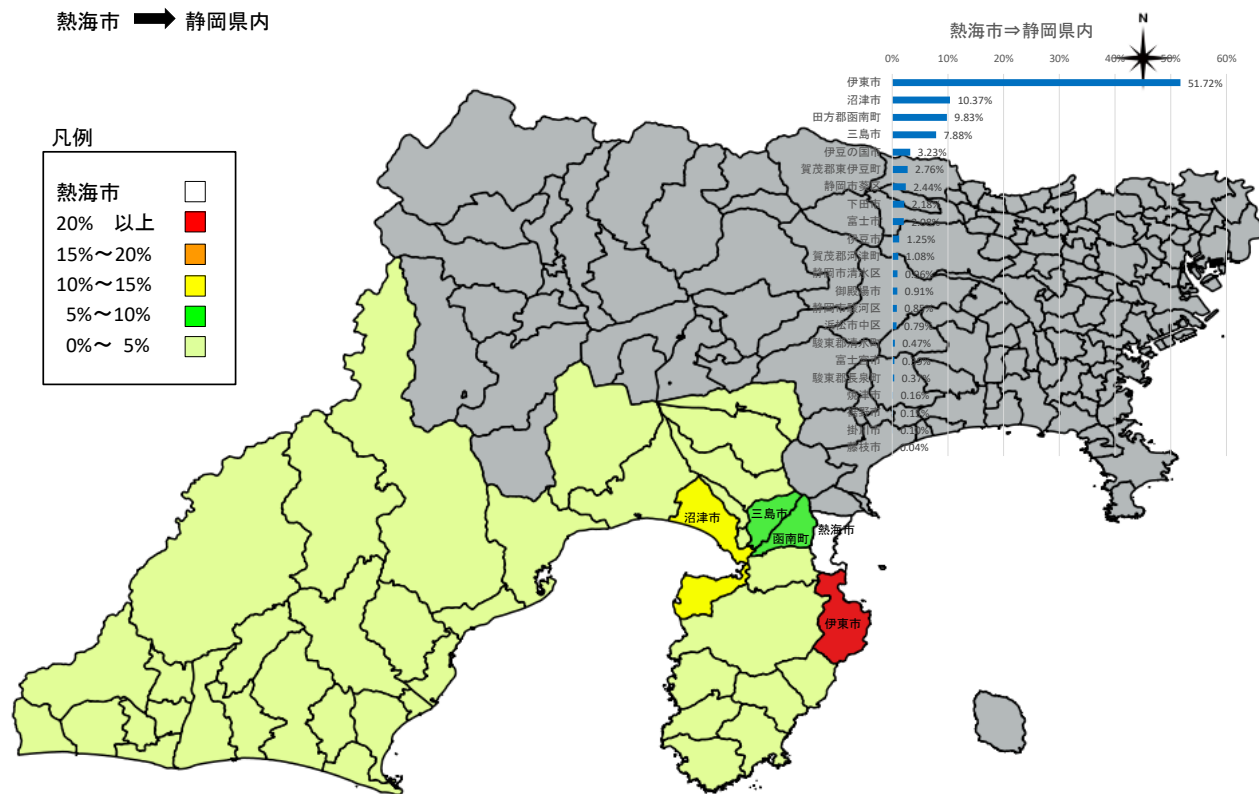 熱海市 ➡ 静岡県内
熱海市⇒静岡県内
N
0% 10% 20% 30% 40% 50% 60%
伊東市 51.72%
沼津市 10.37%
田方郡函南町 9.83%
三島市 7.88%
伊豆の国市 3.23%
賀茂郡東伊豆町 2.76%
静岡市葵区 2.44%
下田市 2.18%
富士市 2.08%
伊豆市 1.25%
賀茂郡河津町 1.08%
静岡市清水区
御殿場市 0.91%
静岡市駿河区
浜松市中区 0.79%
駿東郡清水町 0.47%
富士宮市
駿東郡長泉町 0.37%
焼津市 0.16%
裾野市
掛川市
藤枝市 0.04%
凡例
熱海市
20% 以上
15%～20%
10%～15%
5%～10%
0%～ 5%
沼津市
三島市
函南町
熱海市
伊東市